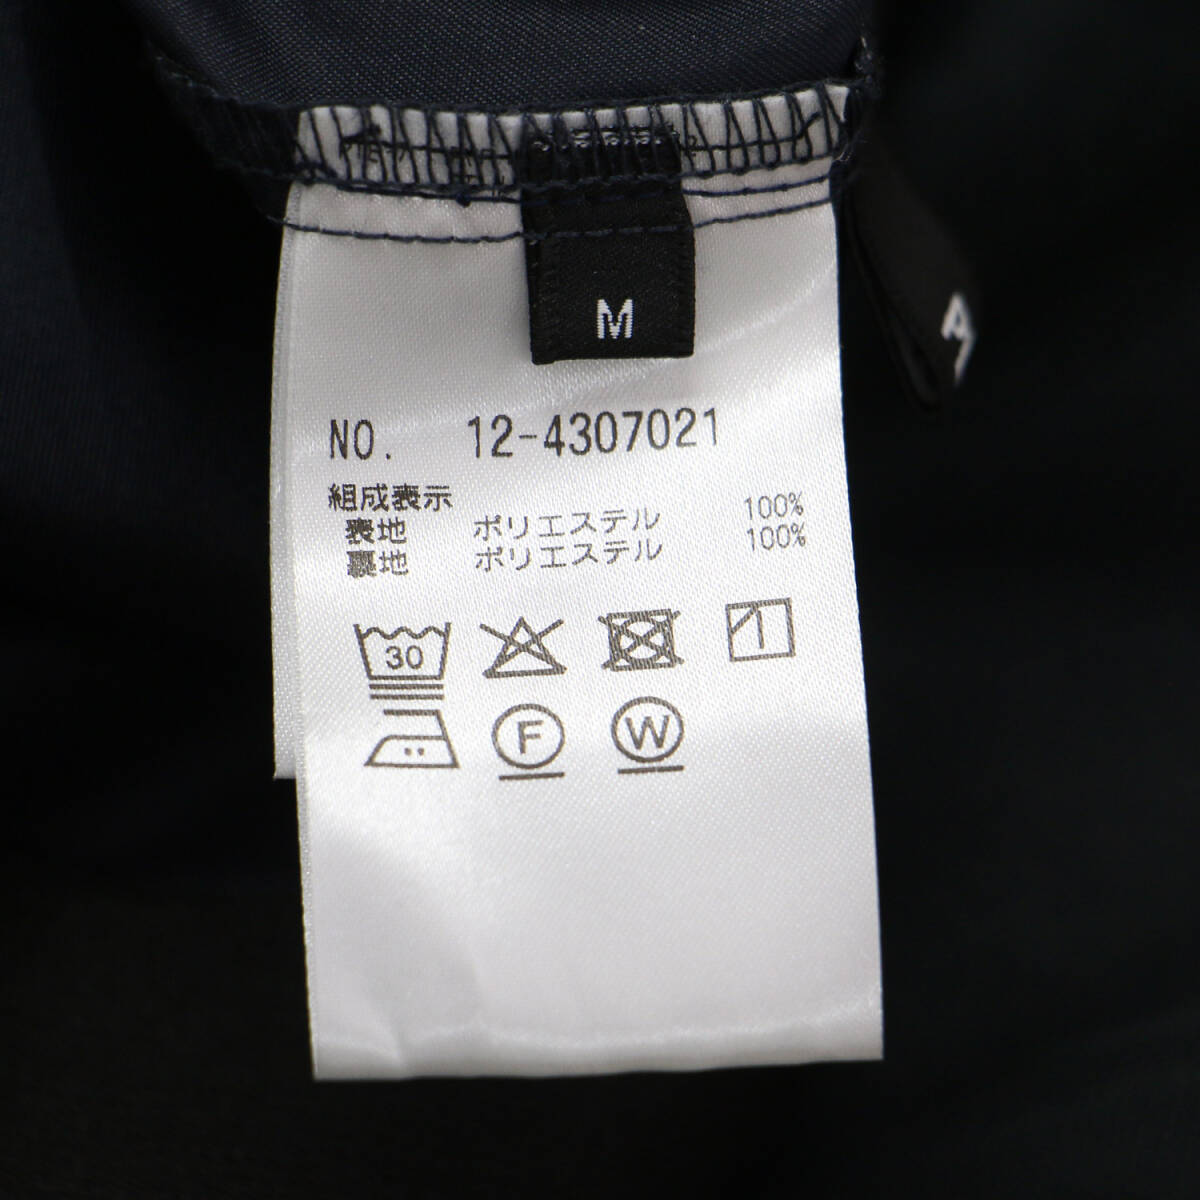 M
NO. 12-4307021
組成表示
表地 ポリエステル 100%
裏地 ポリエステル 100%
30
F
W